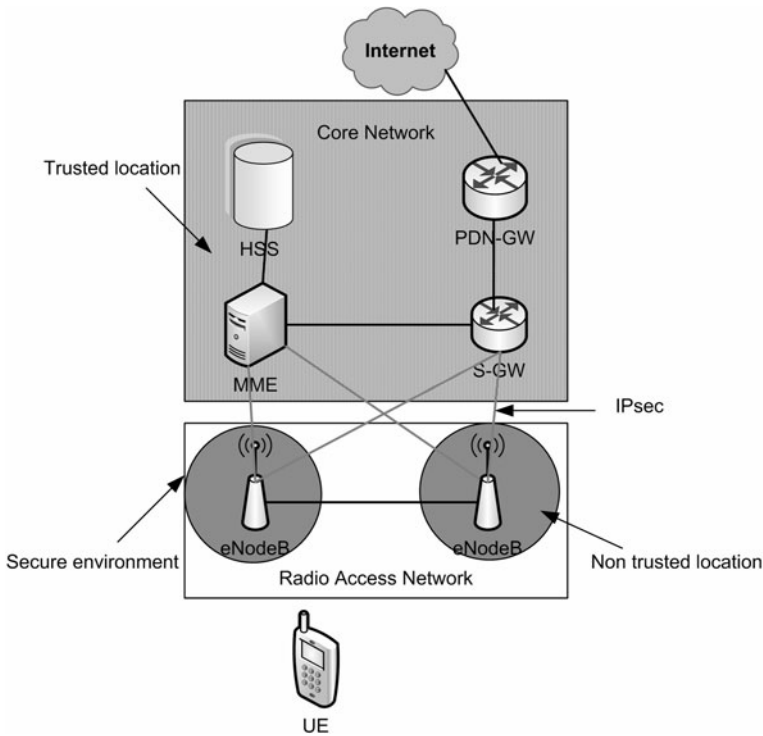 Internet
Core Network
Trusted location
HSS
PDN-GW
MME
S-GW
IPsec
eNodeB
eNodeB
Secure environment
Non trusted location
Radio Access Network
UE